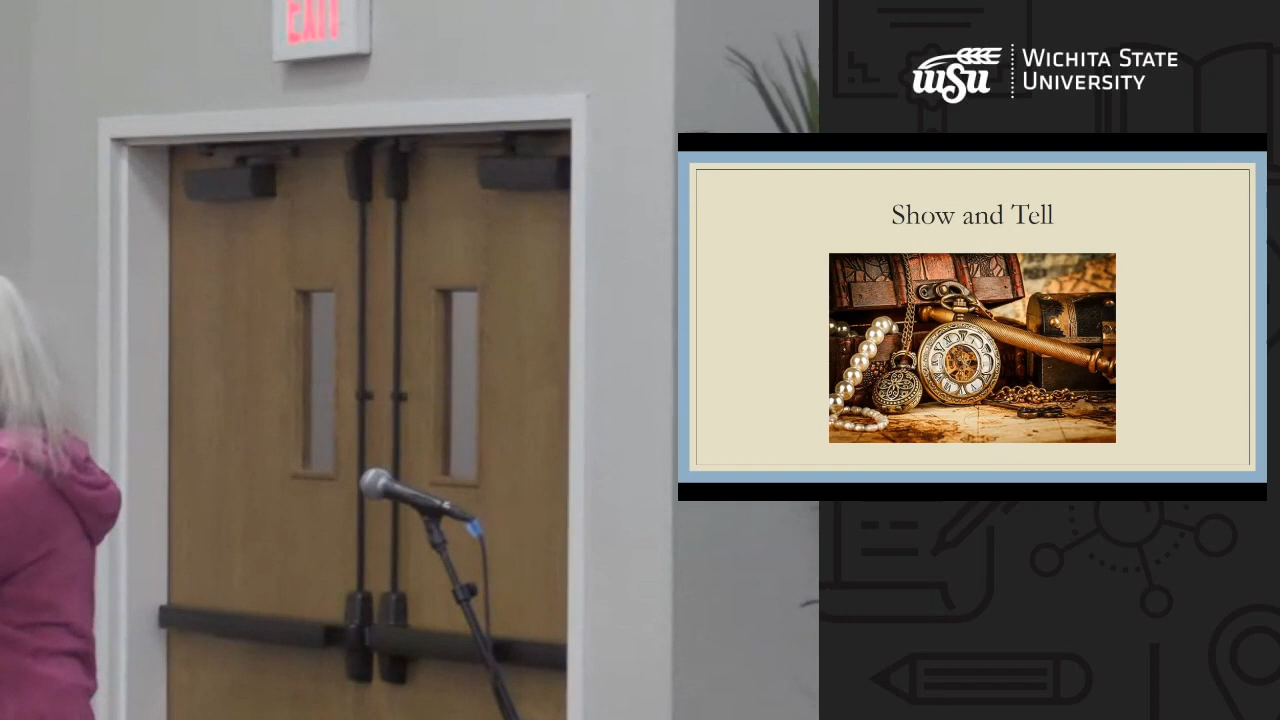 EXIT
wsu
WICHITA STATE
UNIVERSITY
Show and Tell